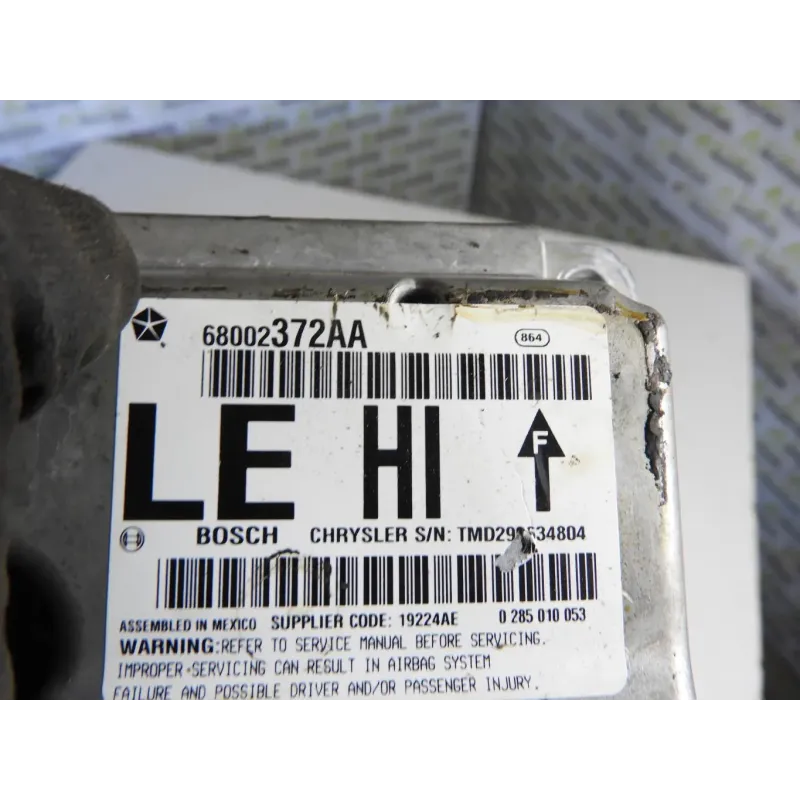 68002372AA 864
LE HI F
BOSCH CHRYSLER S/N:
ASSEMBLED IN MEXICO SUPPLIER CODE: 19224AE 0 285 010 053
WARNING:REFER TO SERVICE MANUAL BEFORE SERVICING.
IMPROPER SERVICING CAN RESULT IN AIRBAG SYSTEM
FAILURE AND POSSIBLE DRIVER AND/OR PASSENGER INJURY.